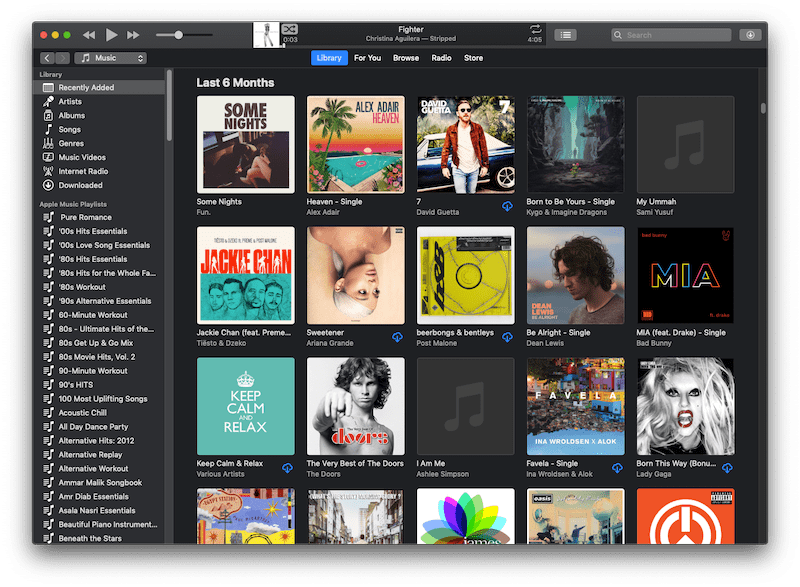 Fighter
Christina Aguilera — Stripped
0:03
4:05
Search
Music
Library
For You
Browse
Radio
Store
Library
Recently Added
Artists
Albums
Songs
Genres
Music Videos
Internet Radio
Downloaded
Apple Music Playlists
Pure Romance
'00s Hits Essentials
'00s Love Song Essentials
'80s Hits Essentials
'80s Hits for the Whole Fa...
'80s Workout
'90s Alternative Essentials
60-Minute Workout
80s - Ultimate Hits of the...
80s Get Up & Go Mix
80s Movie Hits, Vol. 2
90-Minute Workout
90's HITS
100 Most Uplifting Songs
Acoustic Chill
All Day Dance Party
Alternative Hits: 2012
Alternative Replay
Alternative Workout
Ammar Malik Songbook
Amr Diab Essentials
Asala Nasri Essentials
Beautiful Piano Instrument...
Beneath the Stars
Last 6 Months
SOME
NIGHTS
ALEX ADAIR
HEAVEN
DAVID
GUETTA
7
Some Nights
Fun.
Heaven - Single
Alex Adair
7
David Guetta
Born to Be Yours - Single
Kygo & Imagine Dragons
My Ummah
Sami Yusuf
TIËSTO & DZEKO ft. PREME & POST MALONE
JACKIE CHAN
DEAN
LEWIS
BE ALRIGHT
bad bunny
MIA
Jackie Chan (feat. Preme...
Tiësto & Dzeko
Sweetener
Ariana Grande
beerbongs & bentleys
Post Malone
Be Alright - Single
Dean Lewis
MIA (feat. Drake) - Single
Bad Bunny
KEEP
CALM
AND
RELAX
the doors
FAVELA
INA WROLDSEN X ALOK
Keep Calm & Relax
Various Artists
The Very Best of The Doors
The Doors
I Am Me
Ashlee Simpson
Favela - Single
Ina Wroldsen & Alok
Born This Way (Bonu...
Lady Gaga
james
oasis